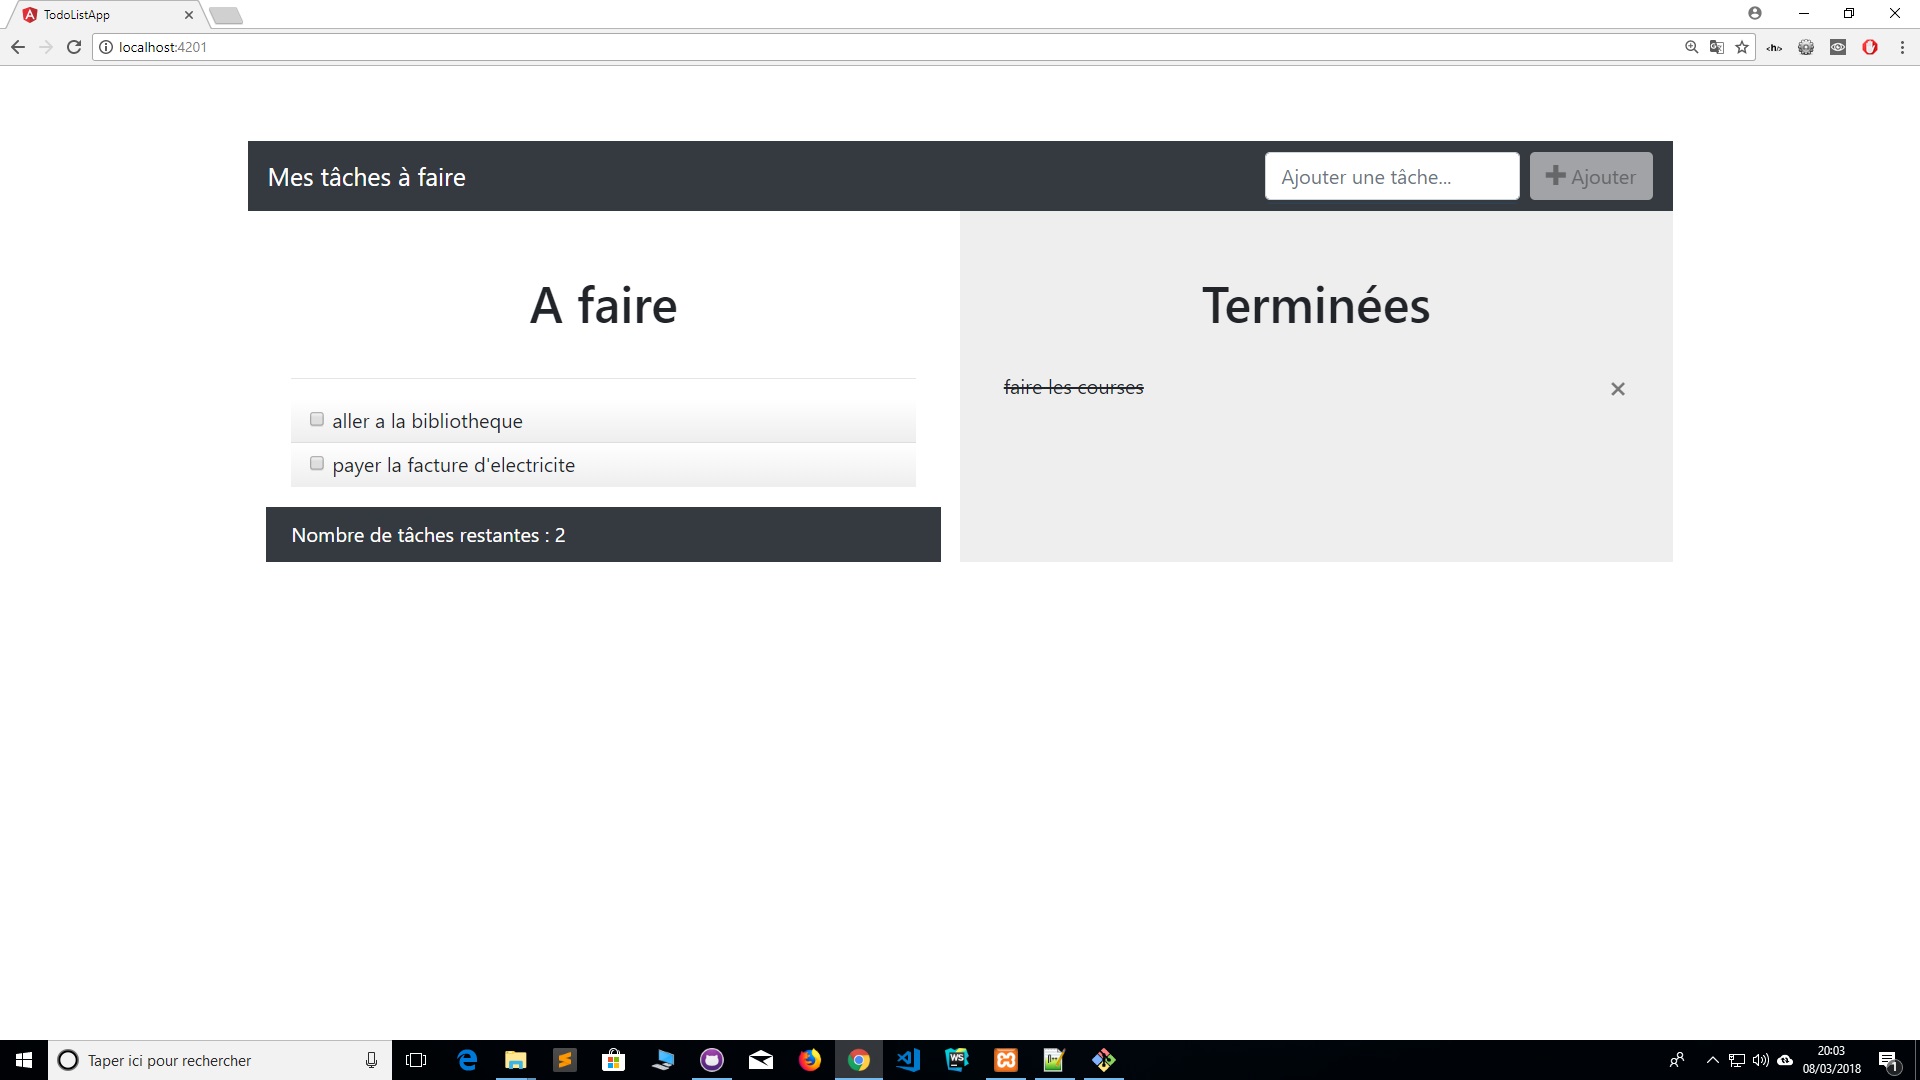 TodoListApp
localhost:4201
Mes tâches à faire
Ajouter une tâche...
Ajouter
A faire
Terminées
faire les courses
aller a la bibliotheque
payer la facture d'electricite
Nombre de tâches restantes : 2
Taper ici pour rechercher
20:03
08/03/2018
1